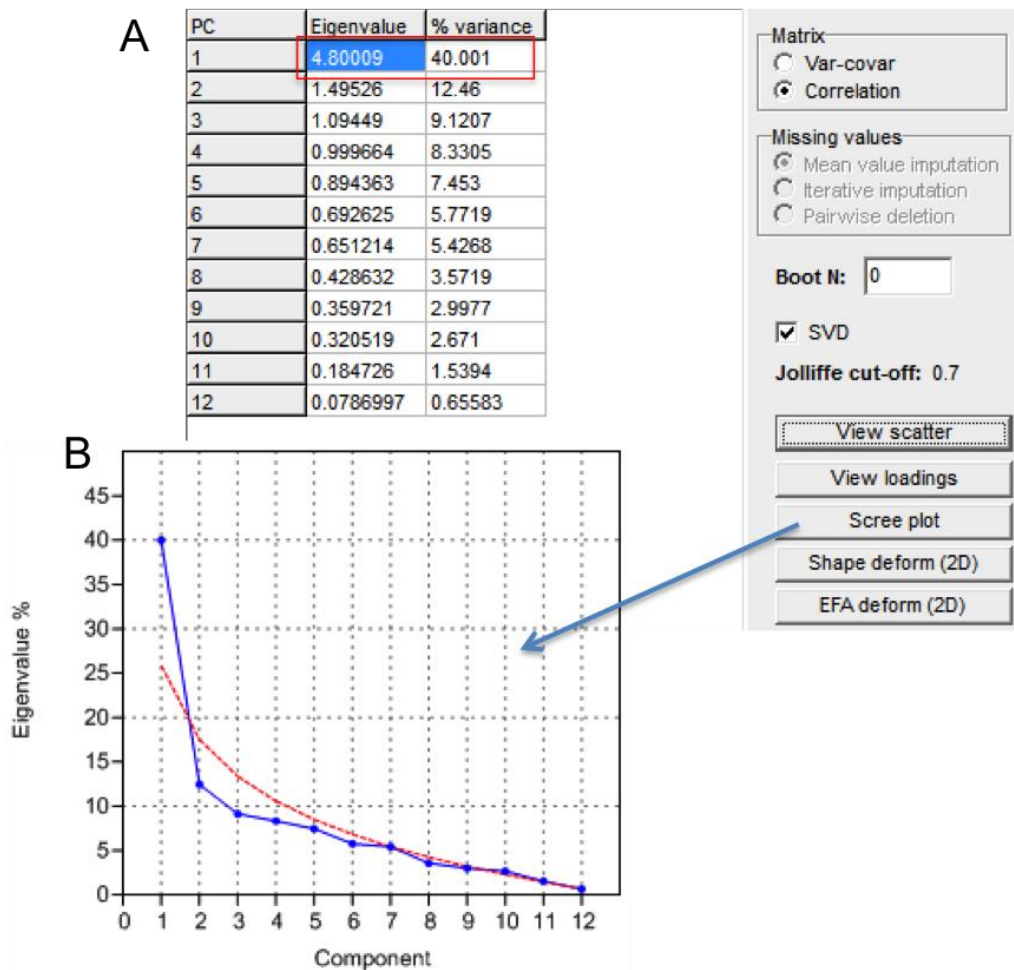 A
PC Eigenvalue % variance
1 4.80009 40.001
2 1.49526 12.46
3 1.09449 9.1207
4 0.999664 8.3305
5 0.894363 7.453
6 0.692625 5.7719
7 0.651214 5.4268
8 0.428632 3.5719
9 0.359721 2.9977
10 0.320519 2.671
11 0.184726 1.5394
12 0.0786997 0.65583
Matrix
Var-covar
Correlation
Missing values
Mean value imputation
Iterative imputation
Pairwise deletion
Boot N: 0
SVD
Jolliffe cut-off: 0.7
View scatter
View loadings
Scree plot
Shape deform (2D)
EFA deform (2D)
B
45
40
35
30
25
20
15
10
5
0
Eigenvalue %
0 1 2 3 4 5 6 7 8 9 10 11 12
Component